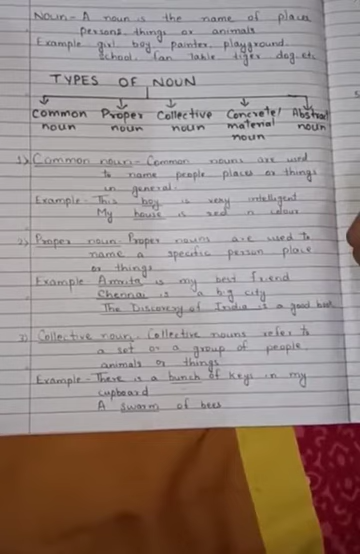 Noun - A noun is the name of places
persons, things or animals
Example girl, boy, painter, playground
School, fan table tiger dog. etc
TYPES OF NOUN
Common noun
Proper noun
Collective noun
Concrete/ material noun
Abstract noun
1) Common noun - Common nouns are used
to name people places or things
in general.
Example - This boy is very intelligent
My house is red in colour
2) Proper noun - Proper nouns are used to
name a specific person place
or things
Example Amrita is my best friend
Chennai is a big city
The Discovery of India is a good book
Collective noun - Collective nouns refer to
a set or a group of people
animals or things
Example - There is a bunch of keys in my
cupboard
A swarm of bees